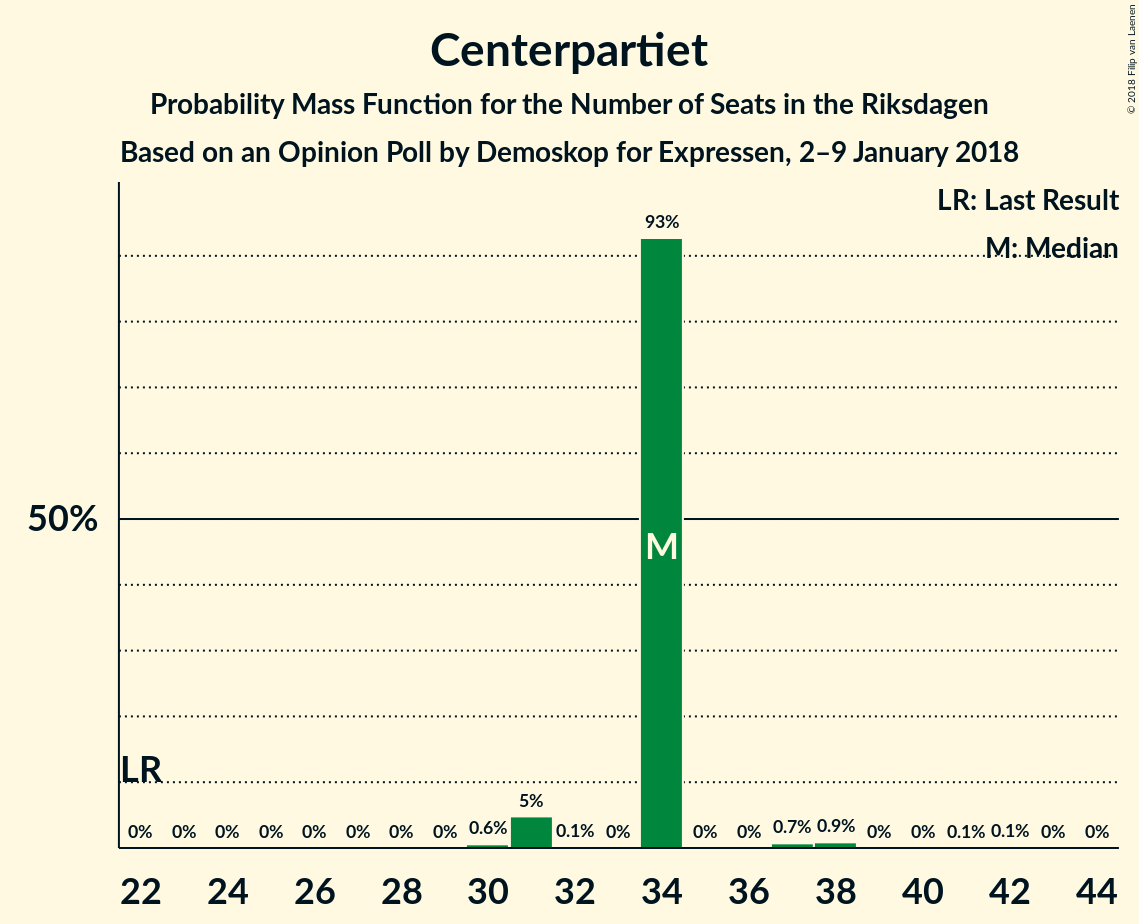 Centerpartiet
Probability Mass Function for the Number of Seats in the Riksdagen
Based on an Opinion Poll by Demoskop for Expressen, 2–9 January 2018
© 2018 Filip van Laenen
LR: Last Result
M: Median
93%
50%
M
LR
0% 0% 0% 0% 0% 0% 0% 0% 0.6% 5% 0.1% 0% 0% 0% 0.7% 0.9% 0% 0% 0.1% 0.1% 0% 0%
22 24 26 28 30 32 34 36 38 40 42 44